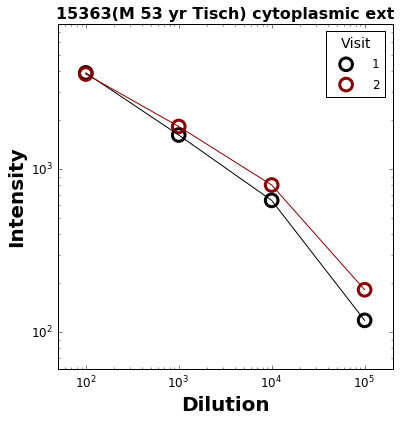 15363(M 53 yr Tisch) cytoplasmic ext
Visit
1
2
Intensity
10³
10²
10² 10³ 10⁴ 10⁵
Dilution